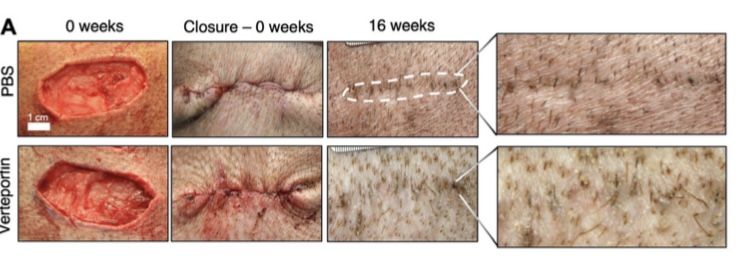 A
0 weeks
Closure – 0 weeks
16 weeks
PBS
1 cm
Verteporfin